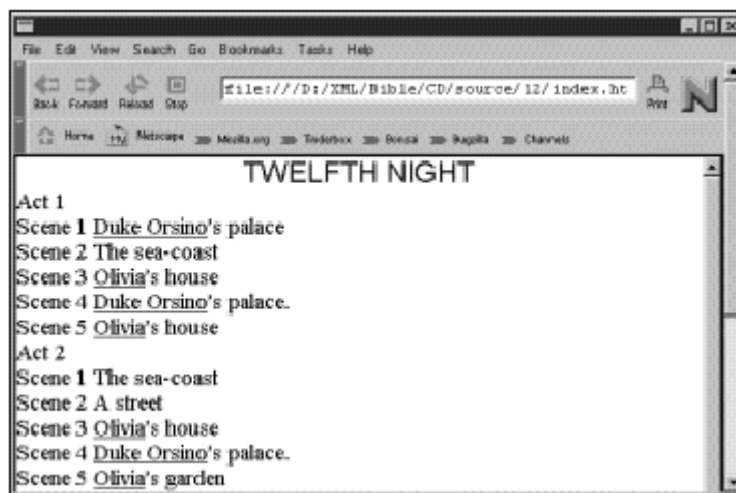 File Edit View Search Go Bookmarks Tasks Help
Back Forward Reload Stop
file:///D:/XML/Bible/CD/source/12/index.ht
Print
N
Home My Netscape Mozilla.org Tinderbox Bonsai Bugzilla Channels
TWELFTH NIGHT
Act 1
Scene 1 Duke Orsino's palace
Scene 2 The sea-coast
Scene 3 Olivia's house
Scene 4 Duke Orsino's palace.
Scene 5 Olivia's house
Act 2
Scene 1 The sea-coast
Scene 2 A street
Scene 3 Olivia's house
Scene 4 Duke Orsino's palace.
Scene 5 Olivia's garden